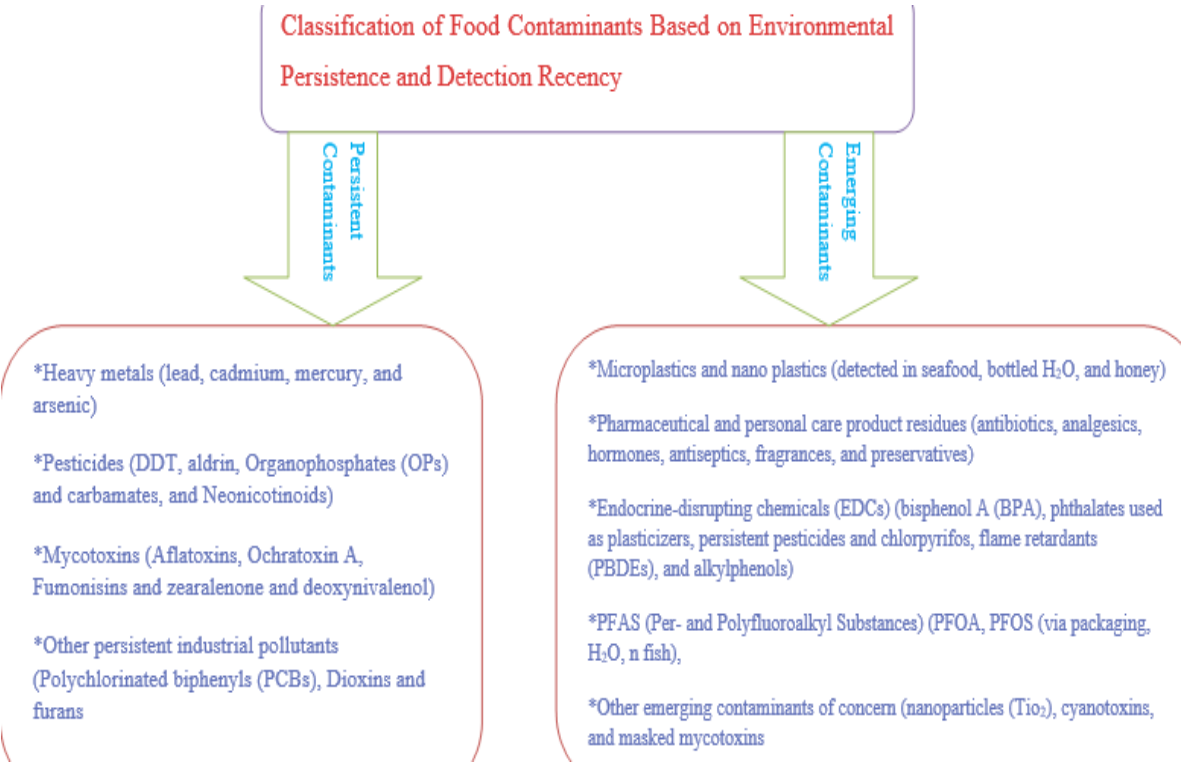 Classification of Food Contaminants Based on Environmental
Persistence and Detection Recency
Persistent
Contaminants
Emerging
Contaminants
*Heavy metals (lead, cadmium, mercury, and
arsenic)
*Pesticides (DDT, aldrin, Organophosphates (OPs)
and carbamates, and Neonicotinoids)
*Mycotoxins (Aflatoxins, Ochratoxin A,
Fumonisins and zearalenone and deoxynivalenol)
*Other persistent industrial pollutants
(Polychlorinated biphenyls (PCBs), Dioxins and
furans
*Microplastics and nano plastics (detected in seafood, bottled H₂O, and honey)
*Pharmaceutical and personal care product residues (antibiotics, analgesics,
hormones, antiseptics, fragrances, and preservatives)
*Endocrine-disrupting chemicals (EDCs) (bisphenol A (BPA), phthalates used
as plasticizers, persistent pesticides and chlorpyrifos, flame retardants
(PBDEs), and alkylphenols)
*PFAS (Per- and Polyfluoroalkyl Substances) (PFOA, PFOS (via packaging,
H₂O, n fish),
*Other emerging contaminants of concern (nanoparticles (Tio₂), cyanotoxins,
and masked mycotoxins